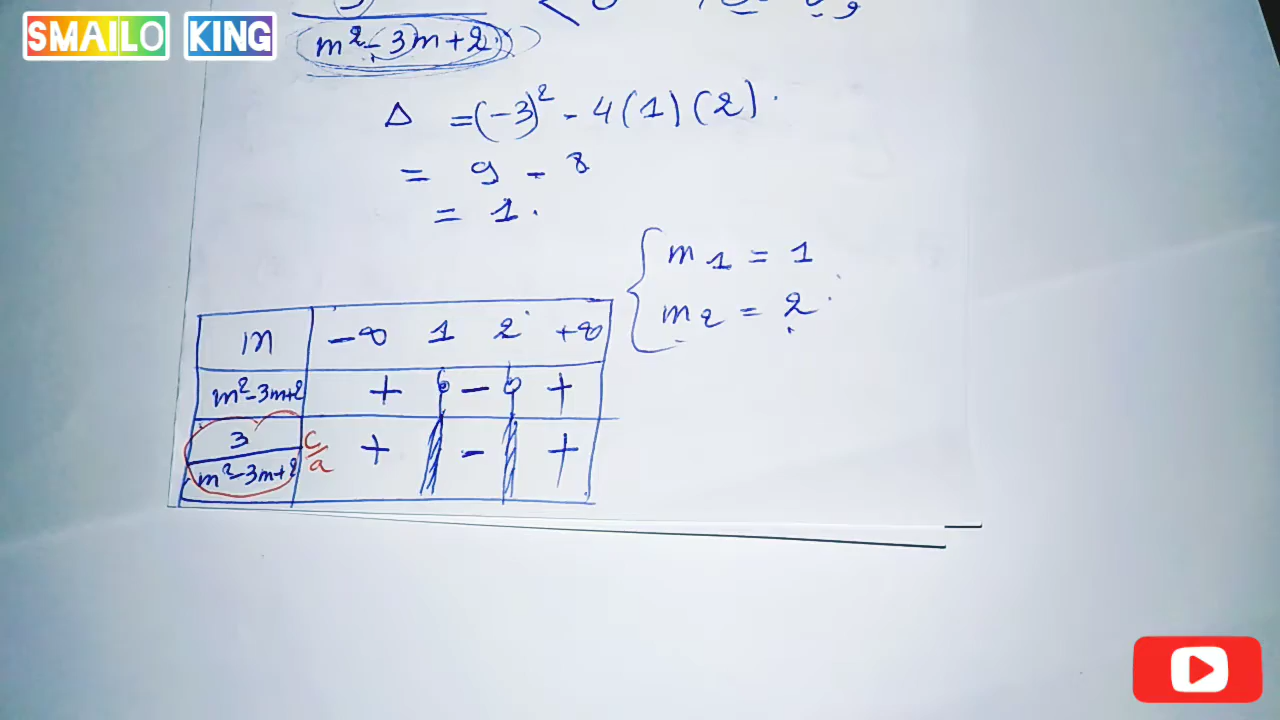 SMAILO KING
m² - 3m + 2
Δ = (-3)² - 4(1)(2).
= 9 - 8
= 1.
m1 = 1
m2 = 2
m -∞ 1 2 +∞
m²-3m+2 + 0 - 0 +
3/(m²-3m+2) c/a + || - || +